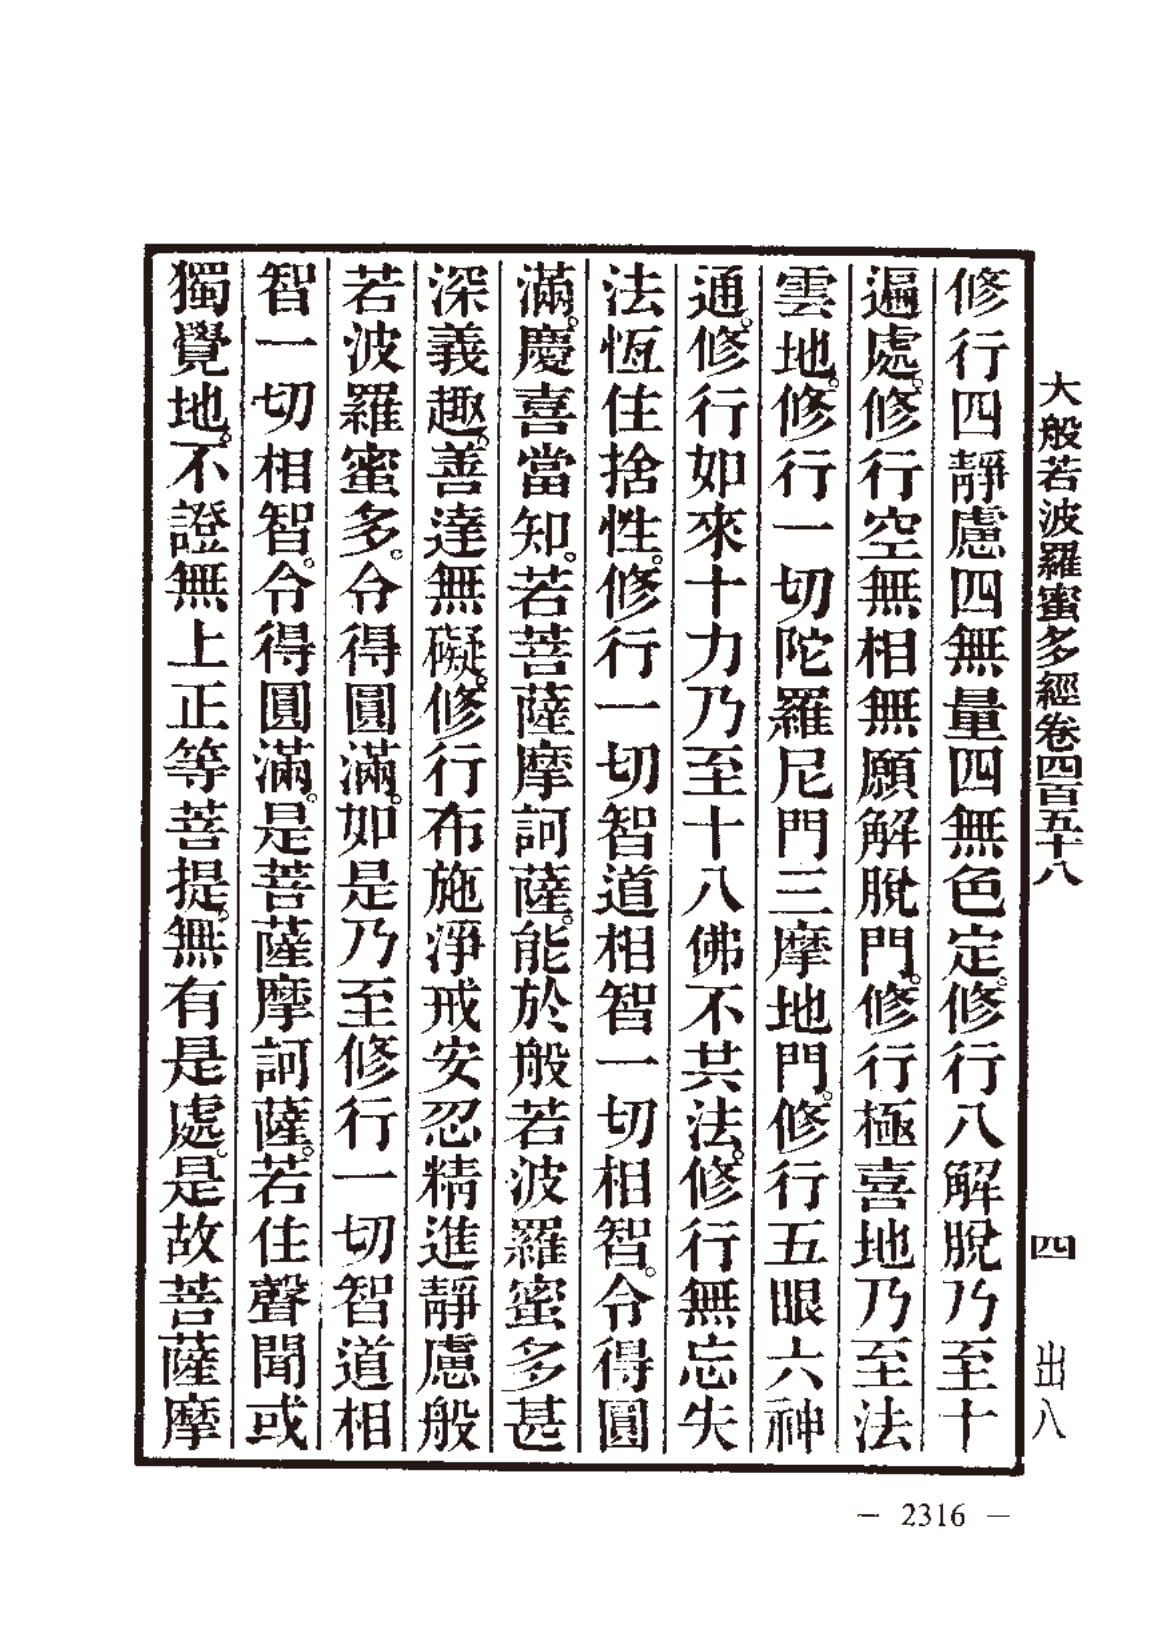 大般若波羅蜜多經卷四百五十八　四　出八
修行四靜慮四無量四無色定。修行八解脫乃至十
遍處。修行空無相無願解脫門。修行極喜地乃至法
雲地。修行一切陀羅尼門三摩地門。修行五眼六神
通。修行如來十力乃至十八佛不共法。修行無忘失
法恆住捨性。修行一切智道相智一切相智。令得圓
滿。慶喜當知。若菩薩摩訶薩。能於般若波羅蜜多甚
深義趣。善達無礙。修行布施淨戒安忍精進靜慮般
若波羅蜜多。令得圓滿。如是乃至修行一切智道相
智一切相智。令得圓滿。是菩薩摩訶薩。若住聲聞或
獨覺地。不證無上正等菩提。無有是處。是故菩薩摩
— 2316 —